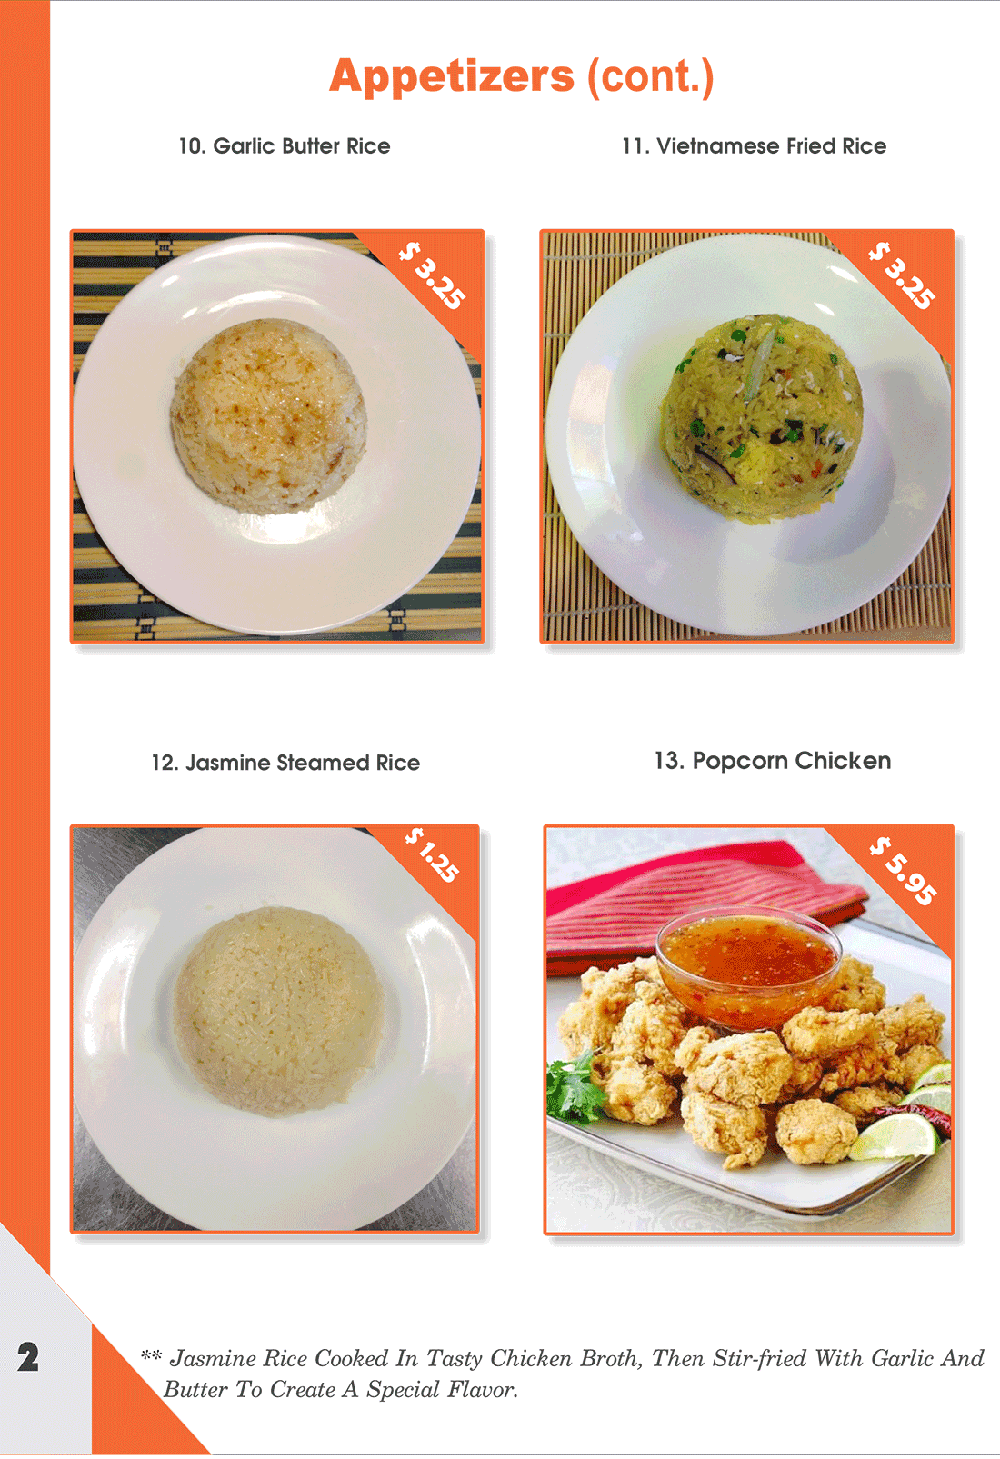 Appetizers (cont.)
10. Garlic Butter Rice
11. Vietnamese Fried Rice
$ 3.25
$ 3.25
12. Jasmine Steamed Rice
13. Popcorn Chicken
$ 1.25
$ 5.95
** Jasmine Rice Cooked In Tasty Chicken Broth, Then Stir-fried With Garlic And
Butter To Create A Special Flavor.
2